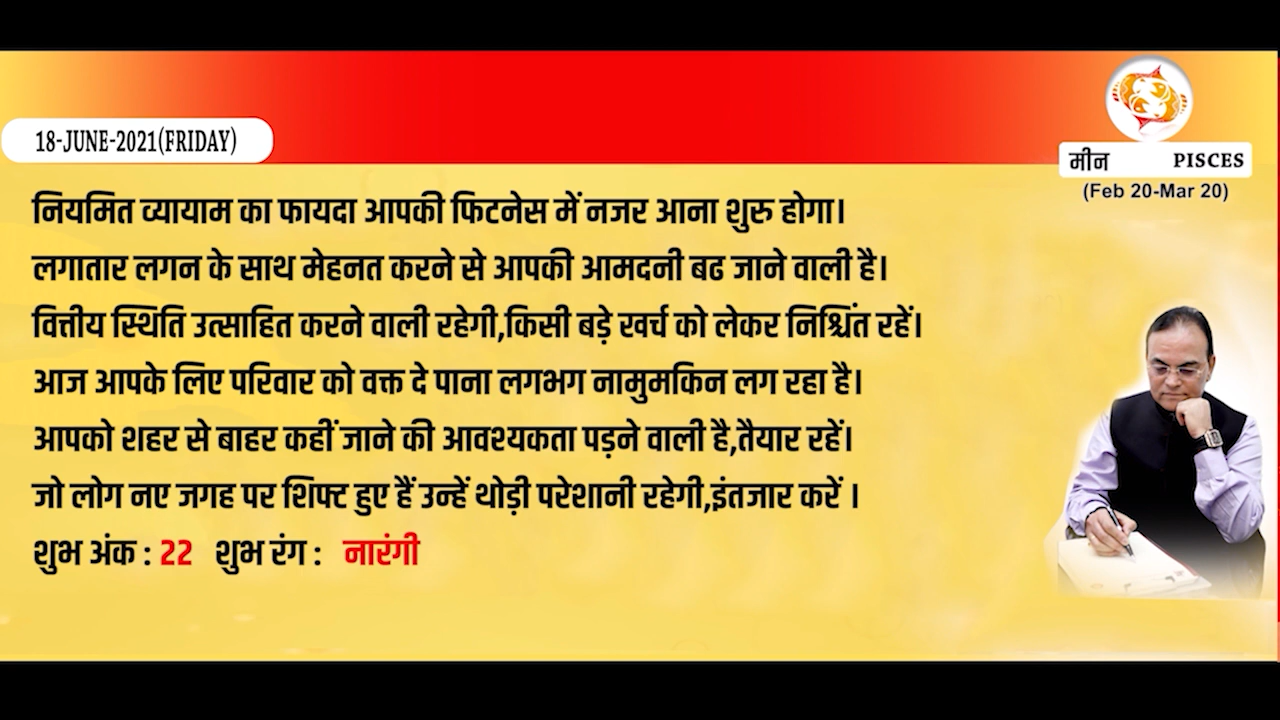 18-JUNE-2021(FRIDAY)
मीन PISCES
(Feb 20-Mar 20)
नियमित व्यायाम का फायदा आपकी फिटनेस में नजर आना शुरु होगा।
लगातार लगन के साथ मेहनत करने से आपकी आमदनी बढ जाने वाली है।
वित्तीय स्थिति उत्साहित करने वाली रहेगी,किसी बड़े खर्च को लेकर निश्चिंत रहें।
आज आपके लिए परिवार को वक्त दे पाना लगभग नामुमकिन लग रहा है।
आपको शहर से बाहर कहीं जाने की आवश्यकता पड़ने वाली है,तैयार रहें।
जो लोग नए जगह पर शिफ्ट हुए हैं उन्हें थोड़ी परेशानी रहेगी,इंतजार करें ।
शुभ अंक : 22 शुभ रंग : नारंगी